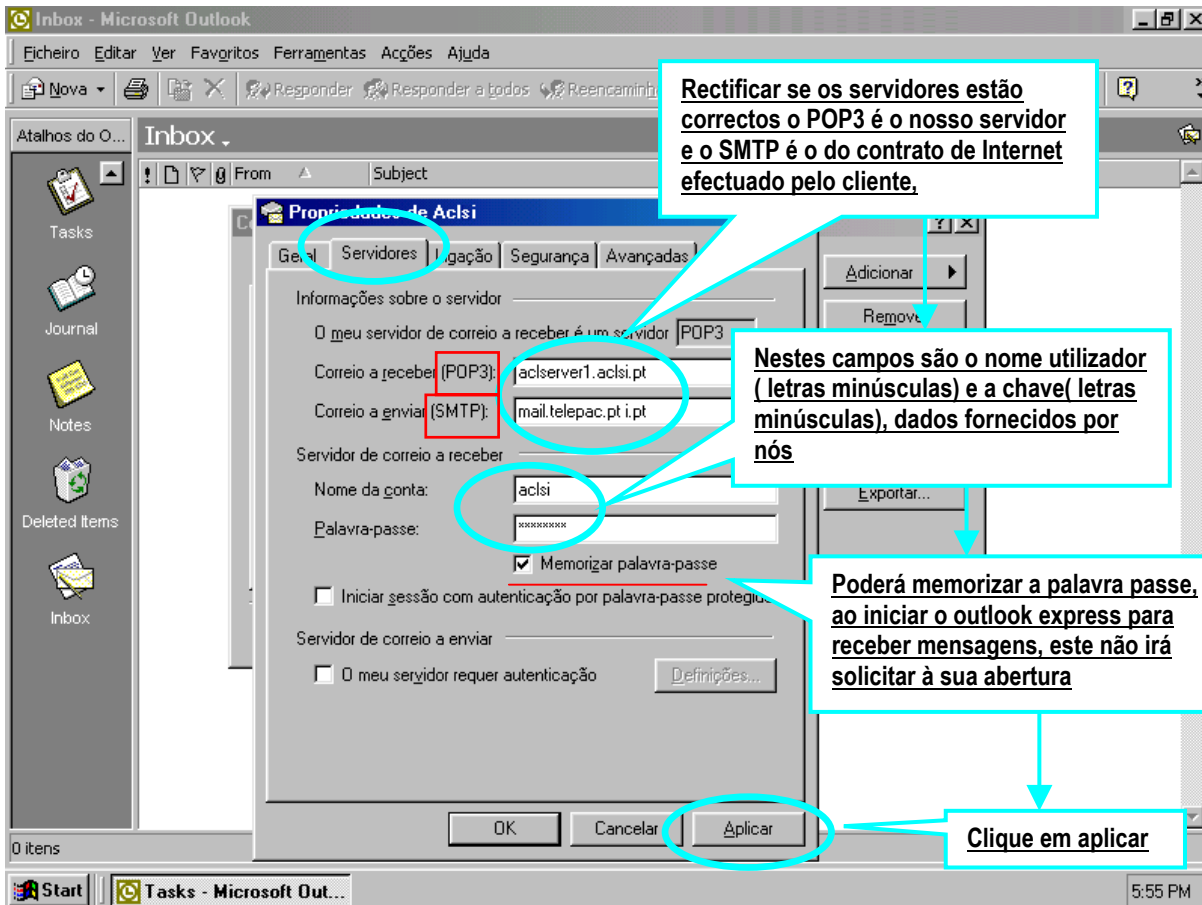 Inbox - Microsoft Outlook
Ficheiro Editar Ver Favoritos Ferramentas Acções Ajuda
Nova Responder Responder a todos Reencaminh
Rectificar se os servidores estão
correctos o POP3 é o nosso servidor
e o SMTP é o do contrato de Internet
efectuado pelo cliente,
Atalhos do O... Inbox
From Subject
Tasks
Journal
Notes
Deleted Items
Inbox
Propriedades de Aclsi
Geral Servidores Ligação Segurança Avançadas
Adicionar
Remover
Informações sobre o servidor
O meu servidor de correio a receber é um servidor POP3
Correio a receber (POP3): aclserver1.aclsi.pt
Correio a enviar (SMTP): mail.telepac.pt i.pt
Nestes campos são o nome utilizador
( letras minúsculas) e a chave( letras
minúsculas), dados fornecidos por
nós
Servidor de correio a receber
Nome da conta: aclsi
Exportar...
Palavra-passe: xxxxxxxx
Memorizar palavra-passe
Iniciar sessão com autenticação por palavra-passe protegid
Poderá memorizar a palavra passe,
ao iniciar o outlook express para
receber mensagens, este não irá
solicitar à sua abertura
Servidor de correio a enviar
O meu servidor requer autenticação Definições...
OK Cancelar Aplicar
Clique em aplicar
0 itens
Start Tasks - Microsoft Out... 5:55 PM